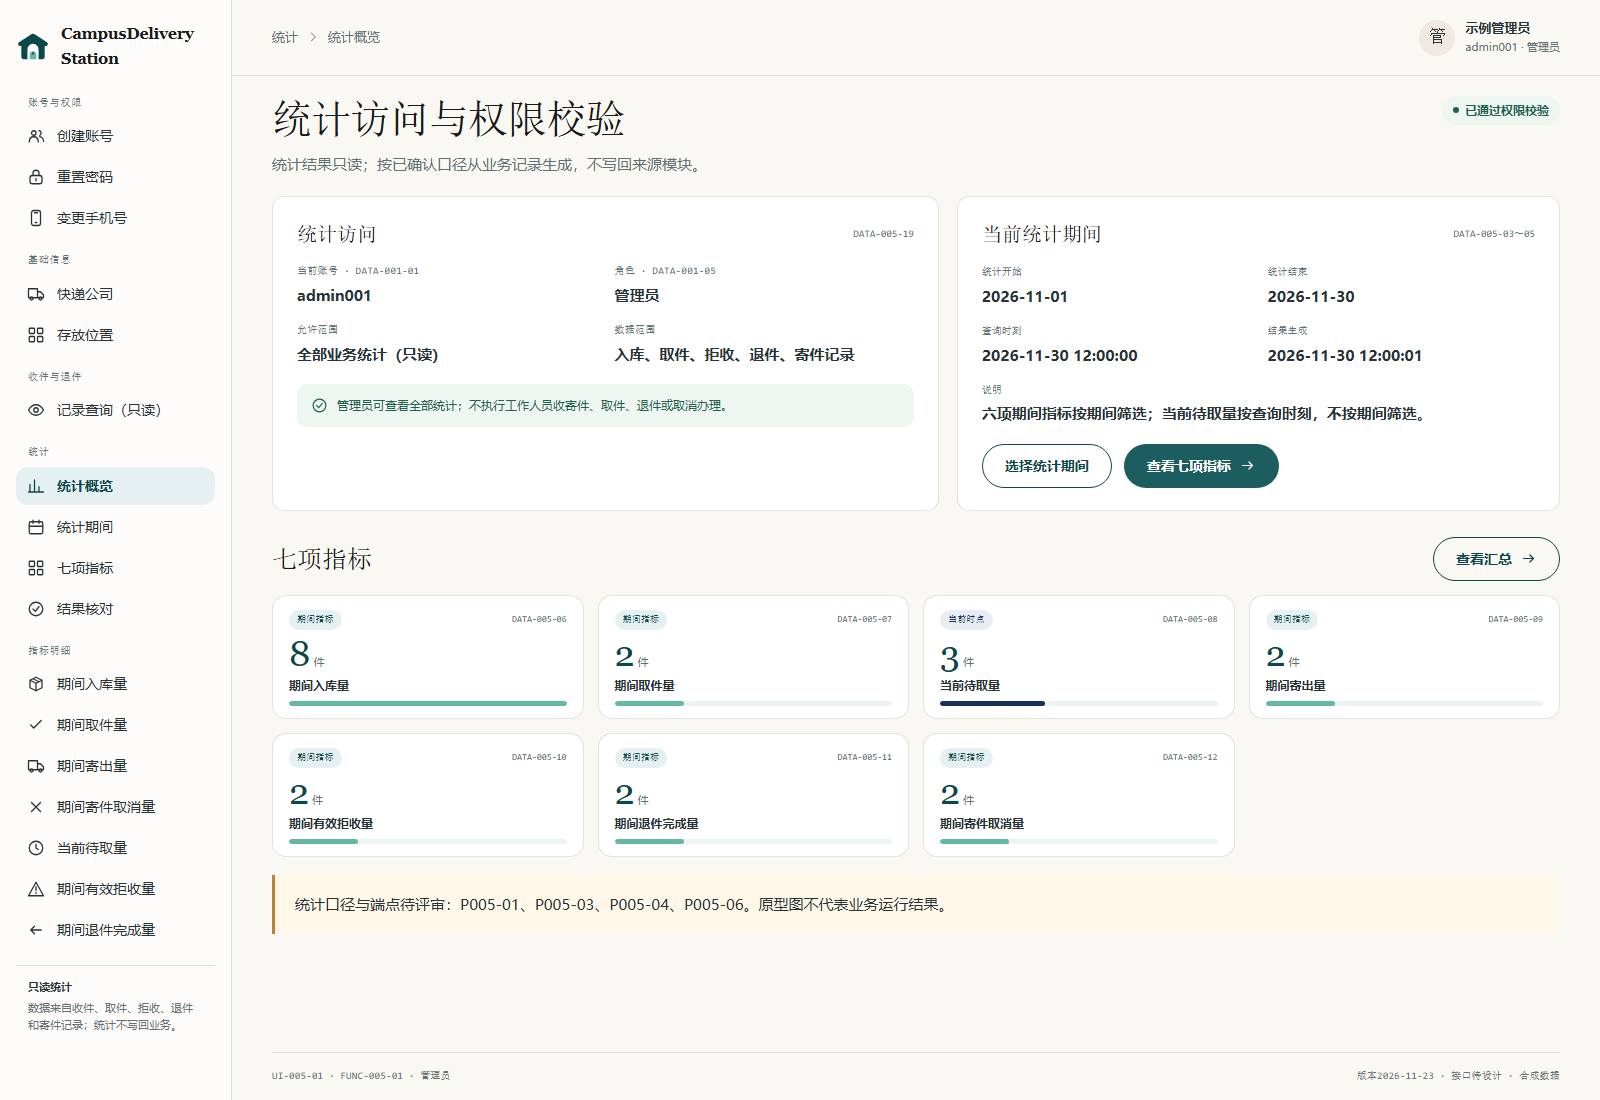 CampusDelivery
Station
账号与权限
创建账号
重置密码
变更手机号
基础信息
快递公司
存放位置
收件与退件
记录查询（只读）
统计
统计概览
统计期间
七项指标
结果核对
指标明细
期间入库量
期间取件量
期间寄出量
期间寄件取消量
当前待取量
期间有效拒收量
期间退件完成量
只读统计
数据来自收件、取件、拒收、退件
和寄件记录；统计不写回业务。
统计 > 统计概览
管
示例管理员
admin001 · 管理员
统计访问与权限校验
已通过权限校验
统计结果只读；按已确认口径从业务记录生成，不写回来源模块。
统计访问
DATA-005-19
当前账号 · DATA-001-01
角色 · DATA-001-05
admin001
管理员
允许范围
数据范围
全部业务统计（只读）
入库、取件、拒收、退件、寄件记录
管理员可查看全部统计；不执行工作人员收寄件、取件、退件或取消办理。
当前统计期间
DATA-005-03～05
统计开始
统计结束
2026-11-01
2026-11-30
查询时刻
结果生成
2026-11-30 12:00:00
2026-11-30 12:00:01
说明
六项期间指标按期间筛选；当前待取量按查询时刻，不按期间筛选。
选择统计期间
查看七项指标 →
七项指标
查看汇总 →
期间指标
DATA-005-06
8 件
期间入库量
期间指标
DATA-005-07
2 件
期间取件量
当前时点
DATA-005-08
3 件
当前待取量
期间指标
DATA-005-09
2 件
期间寄出量
期间指标
DATA-005-10
2 件
期间有效拒收量
期间指标
DATA-005-11
2 件
期间退件完成量
期间指标
DATA-005-12
2 件
期间寄件取消量
统计口径与端点待评审：P005-01、P005-03、P005-04、P005-06。原型图不代表业务运行结果。
UI-005-01 · FUNC-005-01 · 管理员
版本2026-11-23 · 接口待设计 · 合成数据